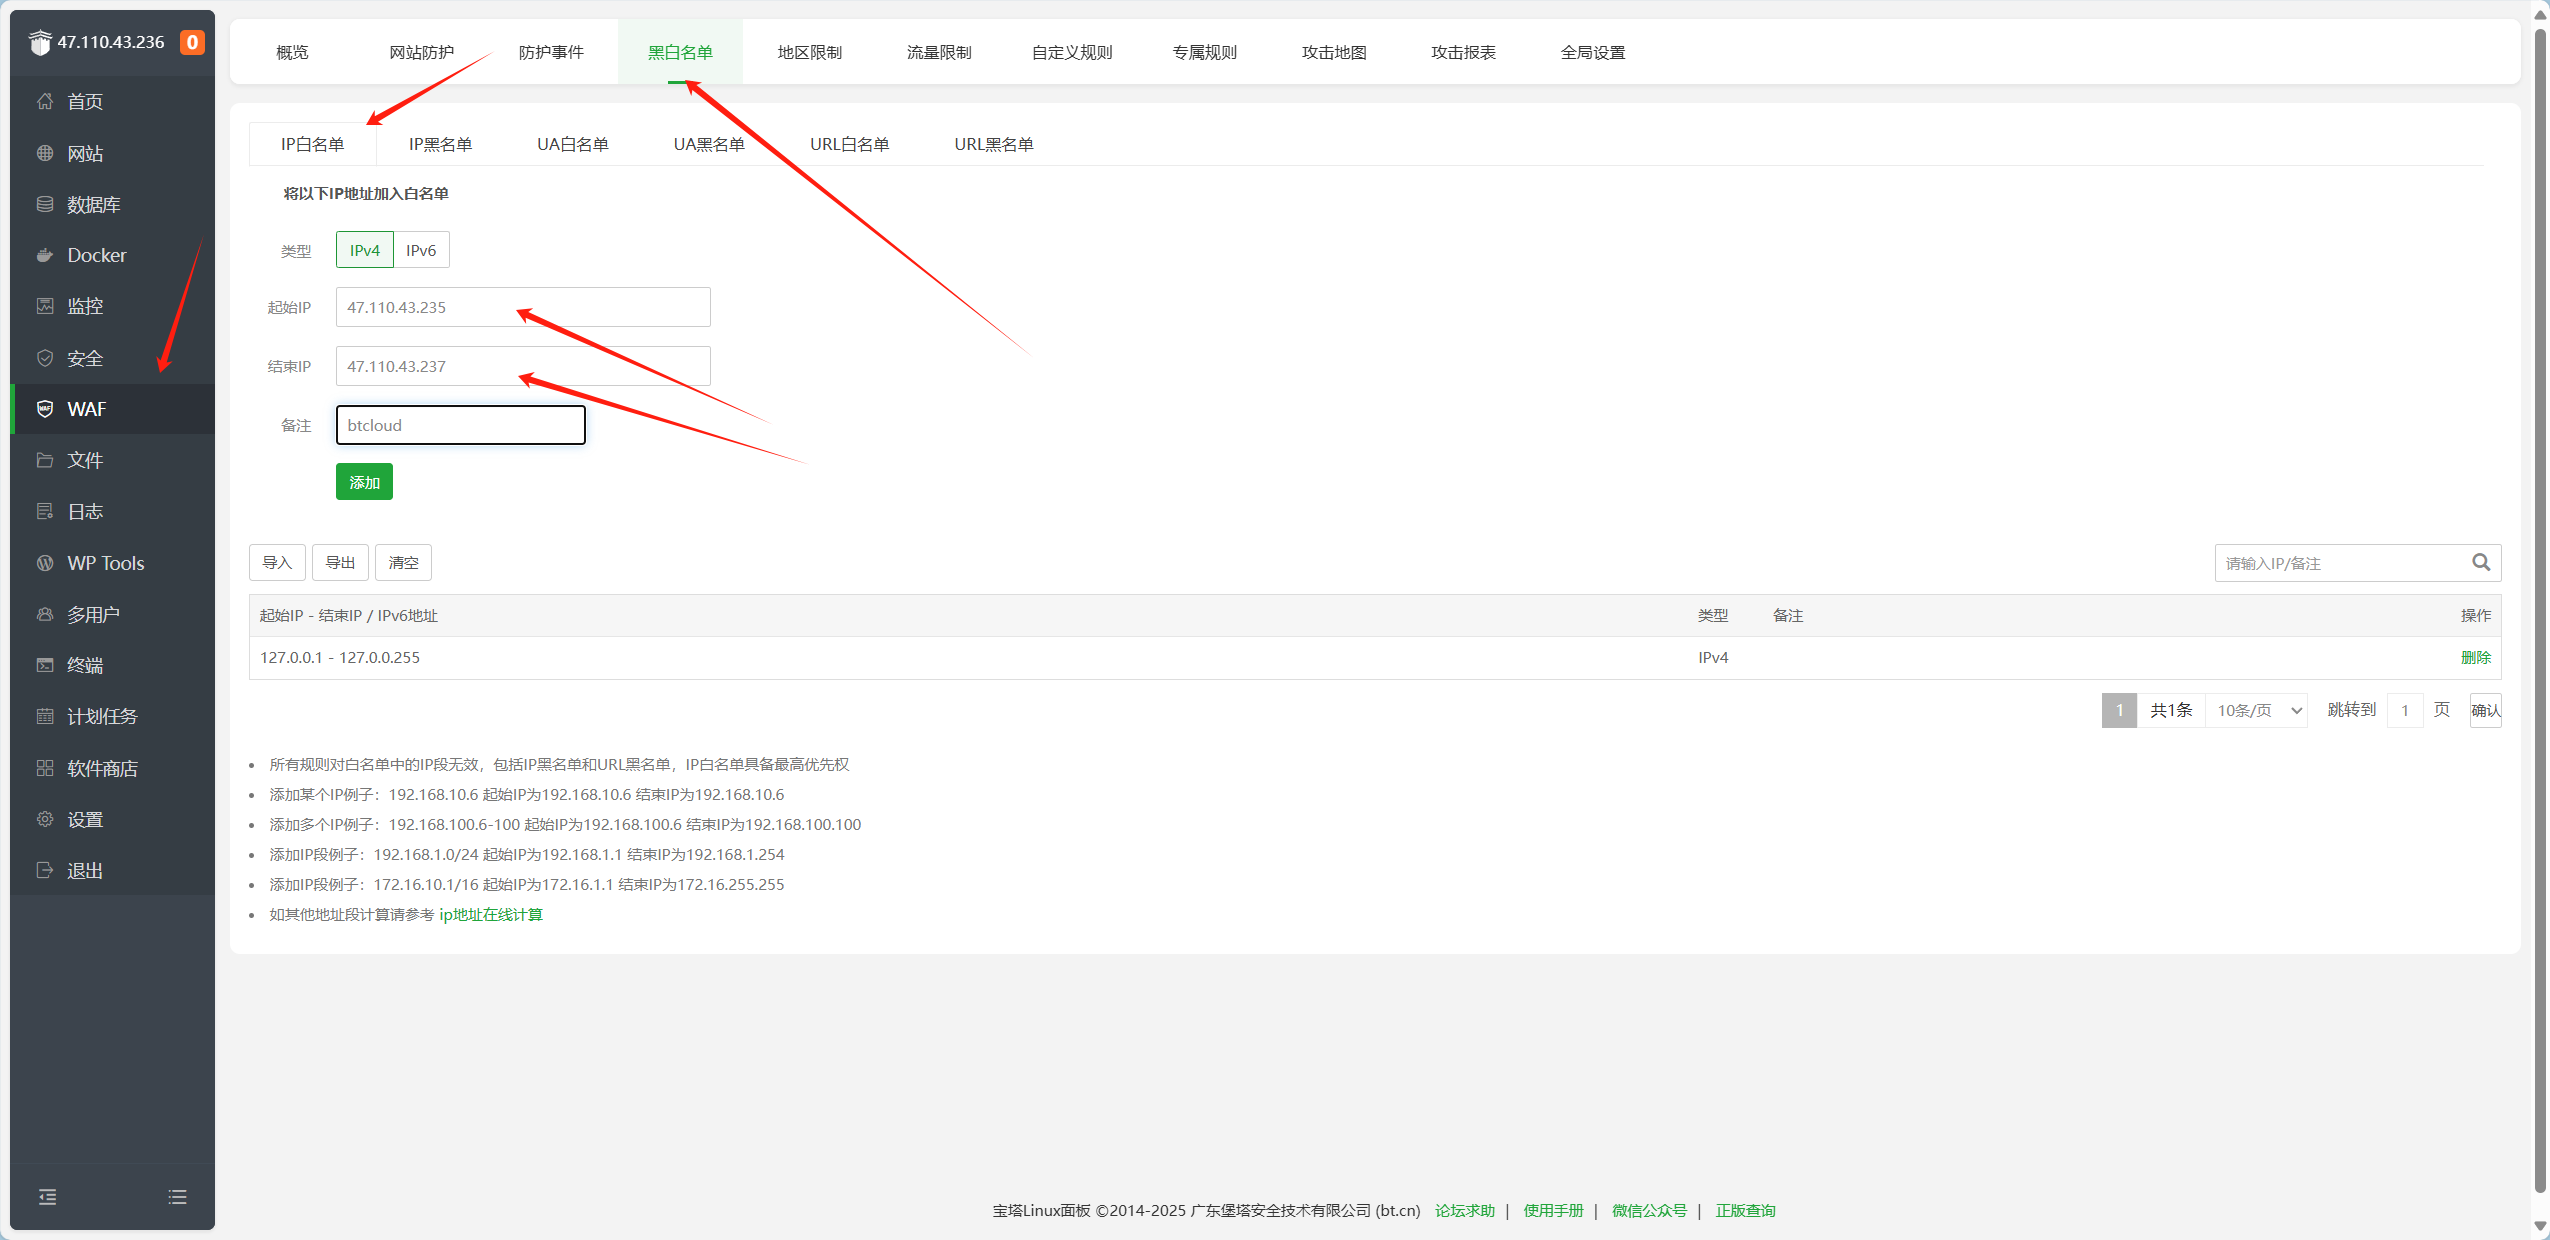 47.110.43.236 0
首页
网站
数据库
Docker
监控
安全
WAF
文件
日志
WP Tools
多用户
终端
计划任务
软件商店
设置
退出
概览 网站防护 防护事件 黑白名单 地区限制 流量限制 自定义规则 专属规则 攻击地图 攻击报表 全局设置
IP白名单 IP黑名单 UA白名单 UA黑名单 URL白名单 URL黑名单
将以下IP地址加入白名单
类型 IPv4 IPv6
起始IP 47.110.43.235
结束IP 47.110.43.237
备注 btcloud
添加
导入 导出 清空 请输入IP/备注
起始IP - 结束IP / IPv6地址 类型 备注 操作
127.0.0.1 - 127.0.0.255 IPv4 删除
1 共1条 10条/页 跳转到 1 页 确认
所有规则对白名单中的IP段无效，包括IP黑名单和URL黑名单，IP白名单具备最高优先权
添加某个IP例子：192.168.10.6 起始IP为192.168.10.6 结束IP为192.168.10.6
添加多个IP例子：192.168.100.6-100 起始IP为192.168.100.6 结束IP为192.168.100.100
添加IP段例子：192.168.1.0/24 起始IP为192.168.1.1 结束IP为192.168.1.254
添加IP段例子：172.16.10.1/16 起始IP为172.16.1.1 结束IP为172.16.255.255
如其他地址段计算请参考 ip地址在线计算
宝塔Linux面板 ©2014-2025 广东堡塔安全技术有限公司 (bt.cn) 论坛求助 | 使用手册 | 微信公众号 | 正版查询